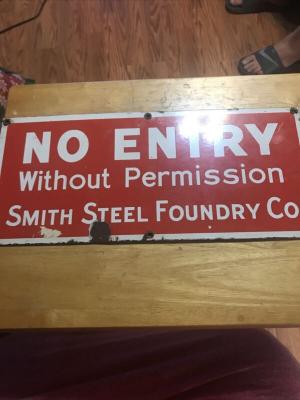 NO ENTRY
Without Permission
SMITH STEEL FOUNDRY CO